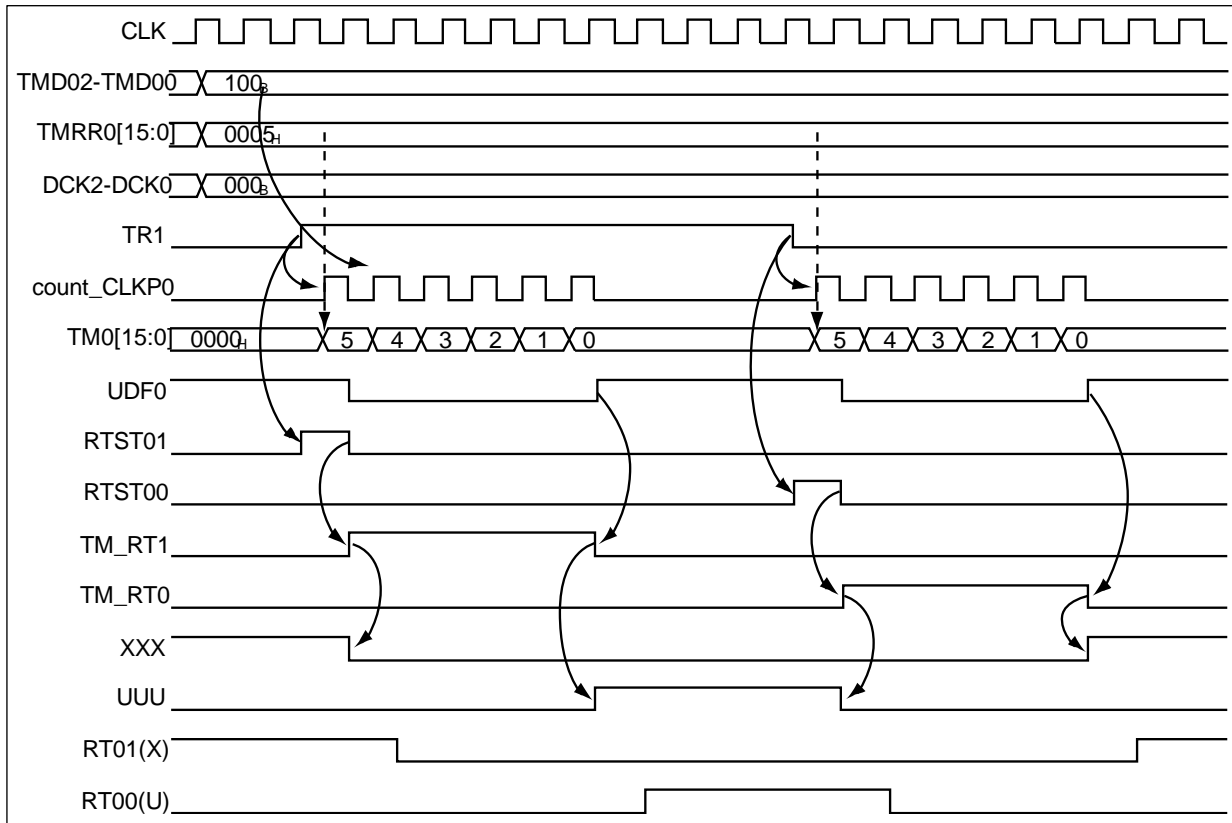 CLK
TMD02-TMD00 100B
TMRR0[15:0] 0005H
DCK2-DCK0 000B
TR1
count_CLKP0
TM0[15:0] 0000H 5 4 3 2 1 0 5 4 3 2 1 0
UDF0
RTST01
RTST00
TM_RT1
TM_RT0
XXX
UUU
RT01(X)
RT00(U)